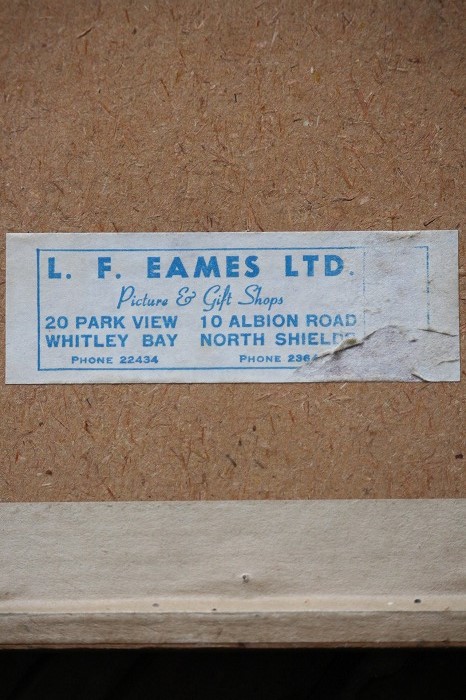 L. F. EAMES LTD.
Picture & Gift Shops
20 PARK VIEW 10 ALBION ROAD
WHITLEY BAY NORTH SHIELDS
PHONE 22434 PHONE